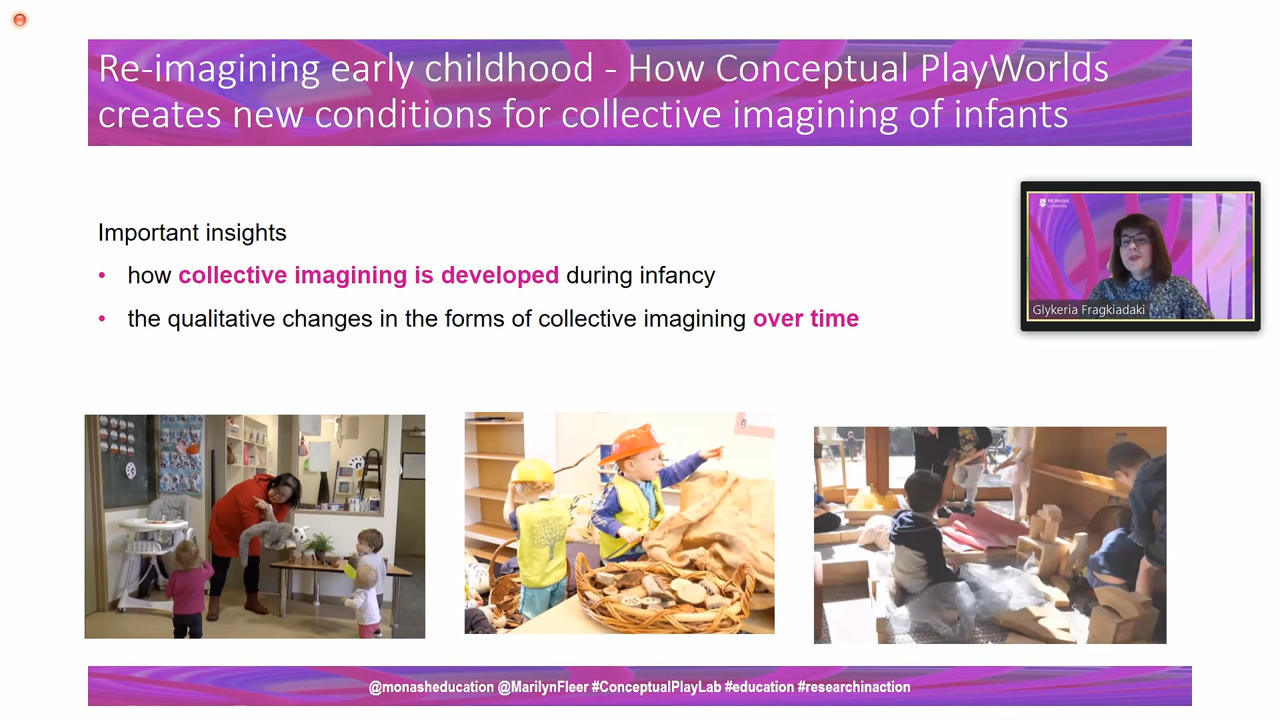 Re-imagining early childhood - How Conceptual PlayWorlds
creates new conditions for collective imagining of infants
Important insights
• how collective imagining is developed during infancy
• the qualitative changes in the forms of collective imagining over time
MONASH
University
Glykeria Fragkiadaki
@monasheducation @MarilynFleer #ConceptualPlayLab #education #researchinaction